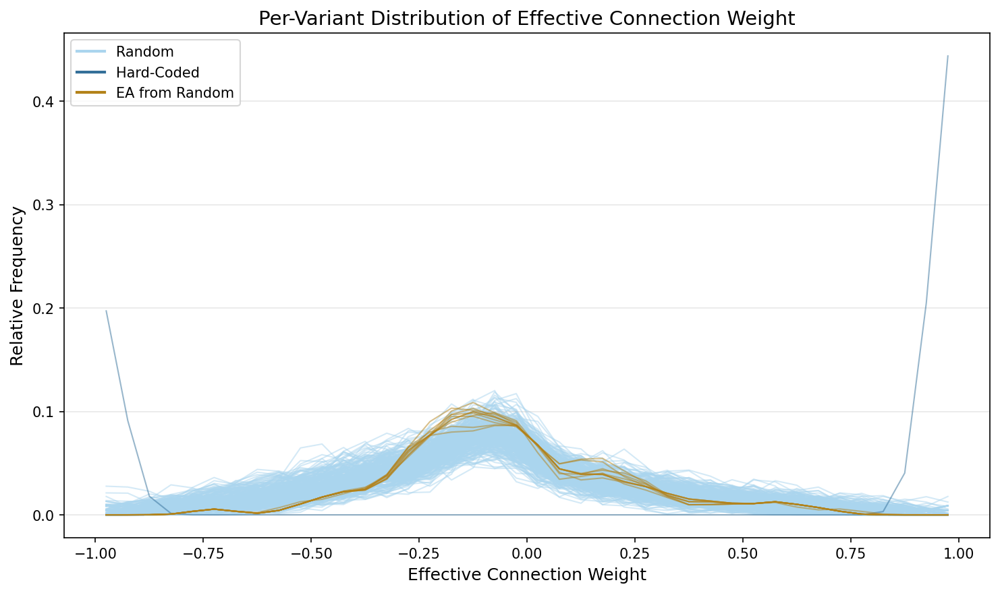 Per-Variant Distribution of Effective Connection Weight
Random
Hard-Coded
EA from Random
Relative Frequency
0.4
0.3
0.2
0.1
0.0
−1.00 −0.75 −0.50 −0.25 0.00 0.25 0.50 0.75 1.00
Effective Connection Weight